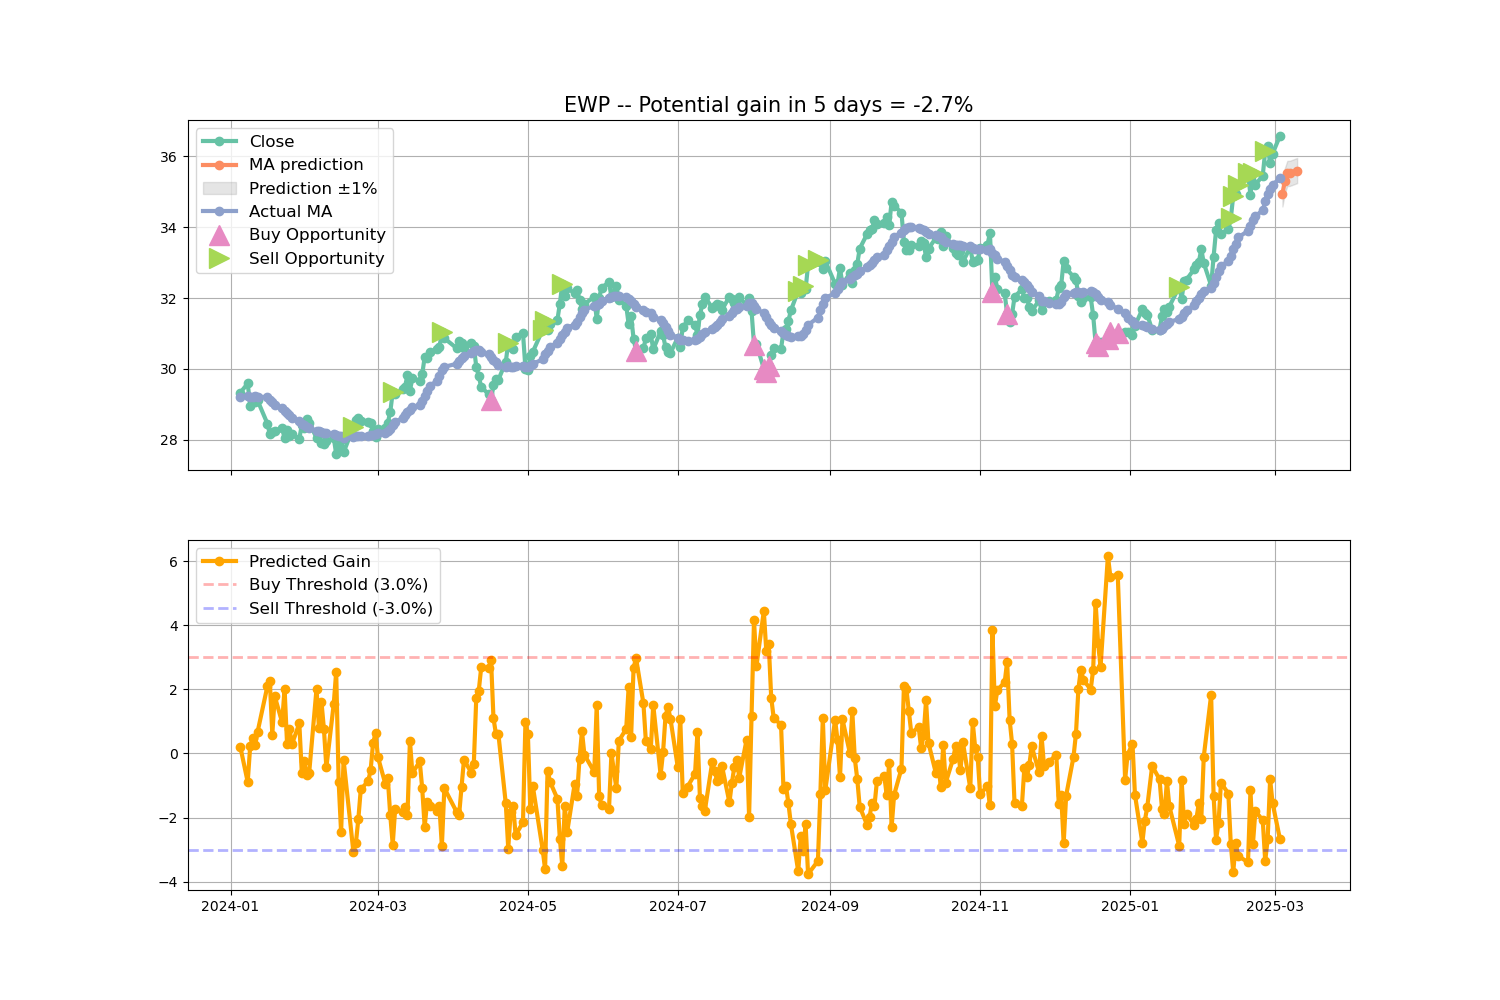 EWP -- Potential gain in 5 days = -2.7%
Close
MA prediction
Prediction ±1%
Actual MA
Buy Opportunity
Sell Opportunity
36
34
32
30
28
Predicted Gain
Buy Threshold (3.0%)
Sell Threshold (-3.0%)
6
4
2
0
−2
−4
2024-01
2024-03
2024-05
2024-07
2024-09
2024-11
2025-01
2025-03